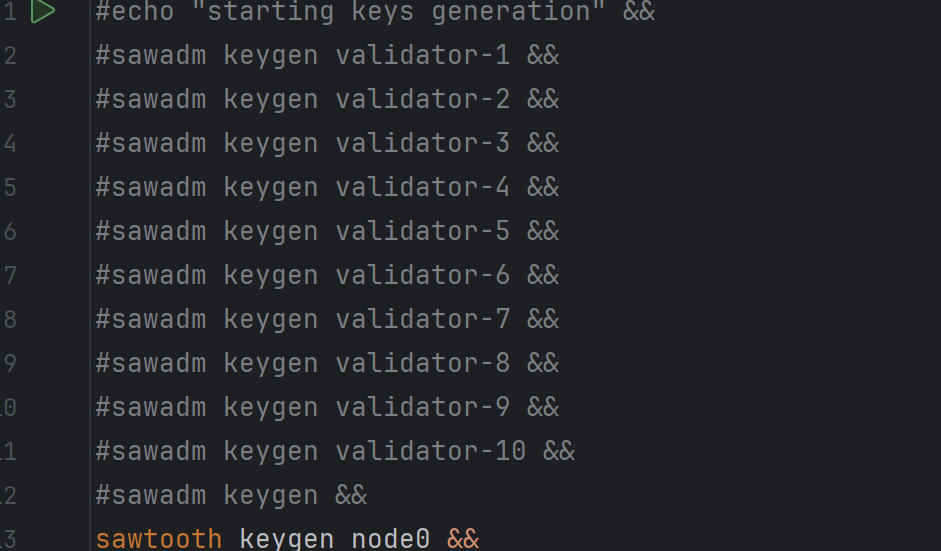 1 #echo "starting keys generation" &&
2 #sawadm keygen validator-1 &&
3 #sawadm keygen validator-2 &&
4 #sawadm keygen validator-3 &&
5 #sawadm keygen validator-4 &&
6 #sawadm keygen validator-5 &&
7 #sawadm keygen validator-6 &&
8 #sawadm keygen validator-7 &&
9 #sawadm keygen validator-8 &&
10 #sawadm keygen validator-9 &&
11 #sawadm keygen validator-10 &&
12 #sawadm keygen &&
13 sawtooth keygen node0 &&